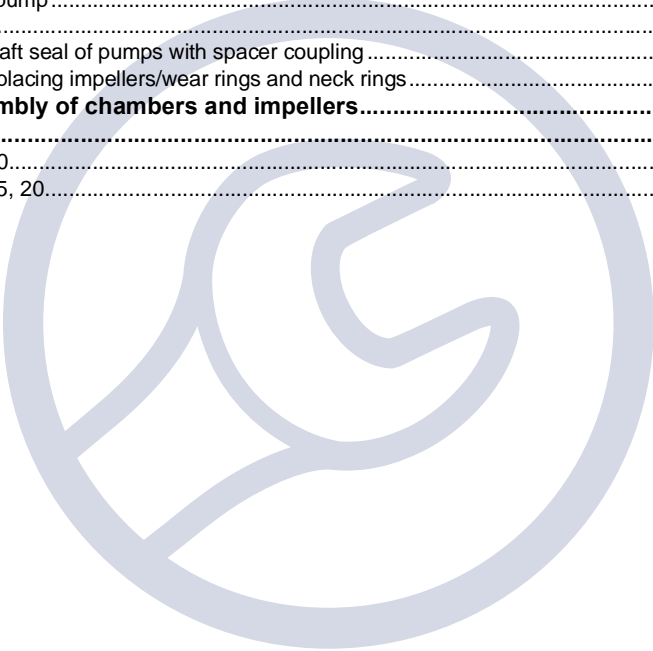 pump..........................................................................................................
..................................................................................................................
aft seal of pumps with spacer coupling...................................................
placing impellers/wear rings and neck rings............................................
mbly of chambers and impellers................................................
..................................................................................................
0..................................................................................................................
5, 20............................................................................................................